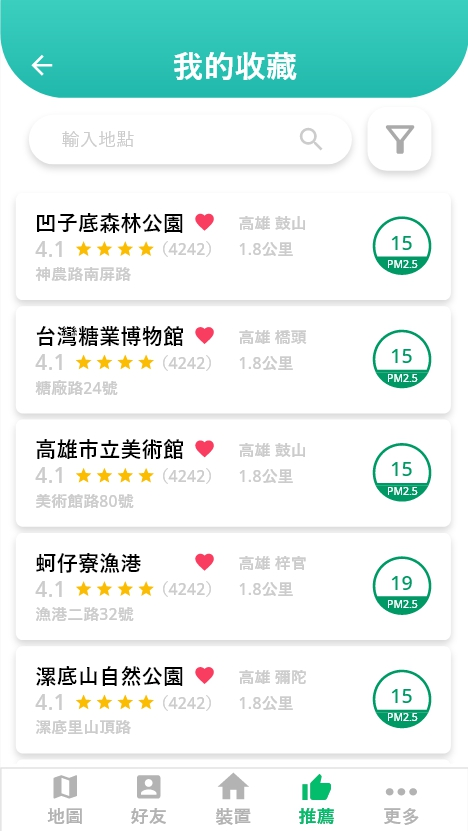 我的收藏
輸入地點
凹子底森林公園 高雄 鼓山
4.1 (4242) 1.8公里
神農路南屏路
15
PM2.5
台灣糖業博物館 高雄 橋頭
4.1 (4242) 1.8公里
糖廠路24號
15
PM2.5
高雄市立美術館 高雄 鼓山
4.1 (4242) 1.8公里
美術館路80號
15
PM2.5
蚵仔寮漁港 高雄 梓官
4.1 (4242) 1.8公里
漁港二路32號
19
PM2.5
漯底山自然公園 高雄 彌陀
4.1 (4242) 1.8公里
漯底里山頂路
15
PM2.5
地圖 好友 裝置 推薦 更多